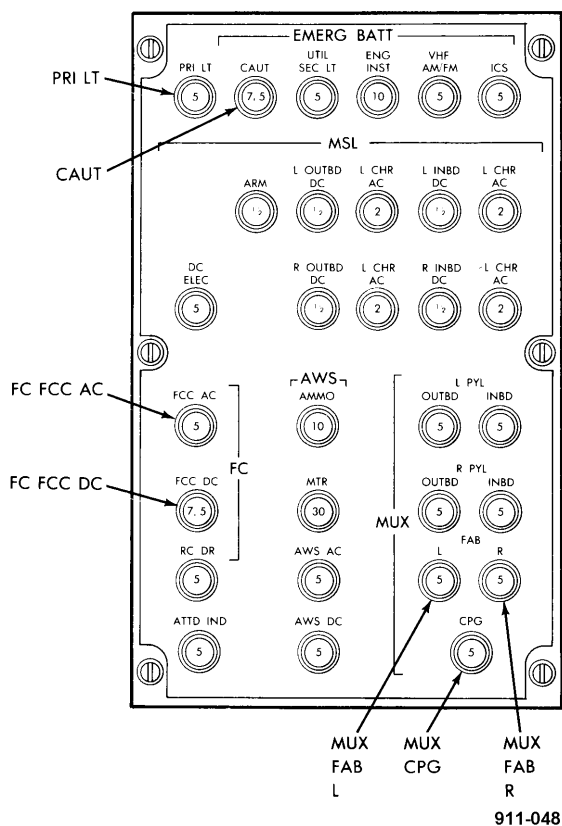 EMERG BATT
PRI LT CAUT UTIL SEC LT ENG INST VHF AM/FM ICS
5 7.5 5 10 5 5
PRI LT
CAUT
MSL
ARM L OUTBD DC L CHR AC L INBD DC L CHR AC
1/2 1/2 2 1/2 2
DC ELEC R OUTBD DC L CHR AC R INBD DC L CHR AC
5 1/2 2 1/2 2
FC FCC AC
FC FCC DC
FCC AC
5
FC
FCC DC
7.5
RC DR
5
ATTD IND
5
AWS
AMMO
10
MTR
30
AWS AC
5
AWS DC
5
MUX
L PYL
OUTBD INBD
5 5
R PYL
OUTBD INBD
5 5
FAB
L R
5 5
CPG
5
MUX FAB L
MUX CPG
MUX FAB R
911-048